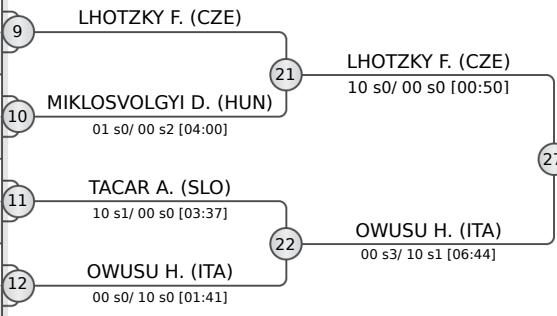 9
LHOTZKY F. (CZE)
21
LHOTZKY F. (CZE)
10 s0/ 00 s0 [00:50]
10
MIKLOSVOLGYI D. (HUN)
01 s0/ 00 s2 [04:00]
27
11
TACAR A. (SLO)
10 s1/ 00 s0 [03:37]
22
OWUSU H. (ITA)
00 s3/ 10 s1 [06:44]
12
OWUSU H. (ITA)
00 s0/ 10 s0 [01:41]